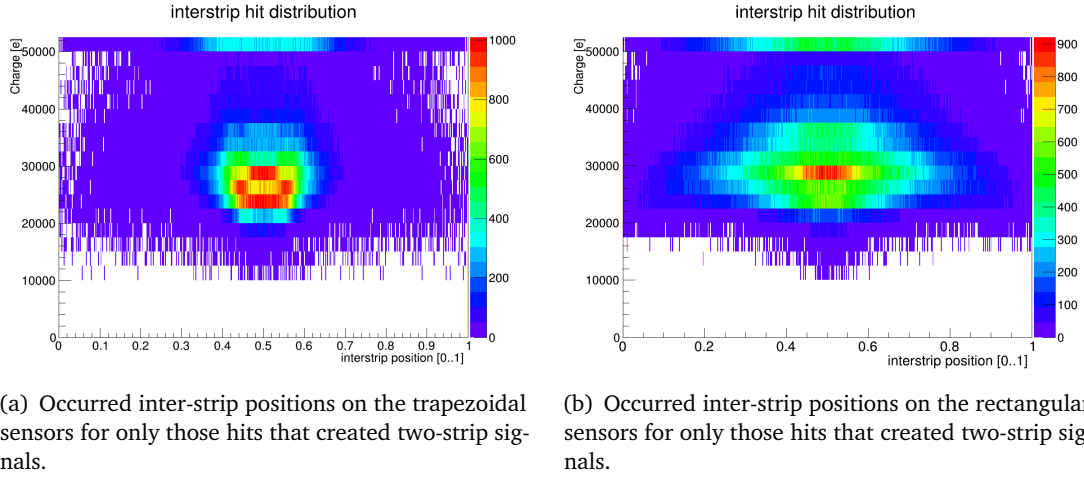 interstrip hit distribution
Charge [e]
50000
40000
30000
20000
10000
0
0 0.1 0.2 0.3 0.4 0.5 0.6 0.7 0.8 0.9 1
interstrip position [0..1]
1000
800
600
400
200
0
interstrip hit distribution
Charge [e]
50000
40000
30000
20000
10000
0
0 0.2 0.4 0.6 0.8 1
interstrip position [0..1]
900
800
700
600
500
400
300
200
100
0
(a) Occurred inter-strip positions on the trapezoidal
sensors for only those hits that created two-strip sig-
nals.
(b) Occurred inter-strip positions on the rectangular
sensors for only those hits that created two-strip sig-
nals.